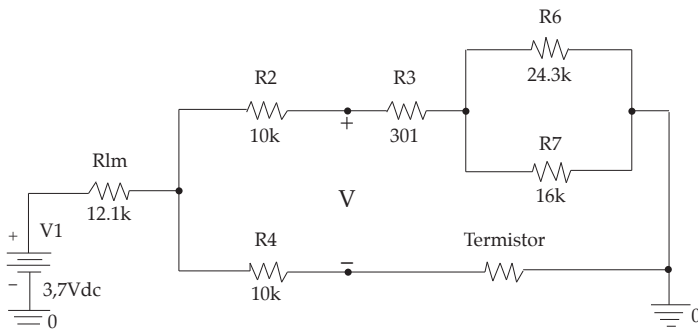 R6
24.3k
R2
10k
R3
301
+
R7
16k
Rlm
12.1k
V
R4
10k
−
Termistor
+
V1
−
3,7Vdc
0
0